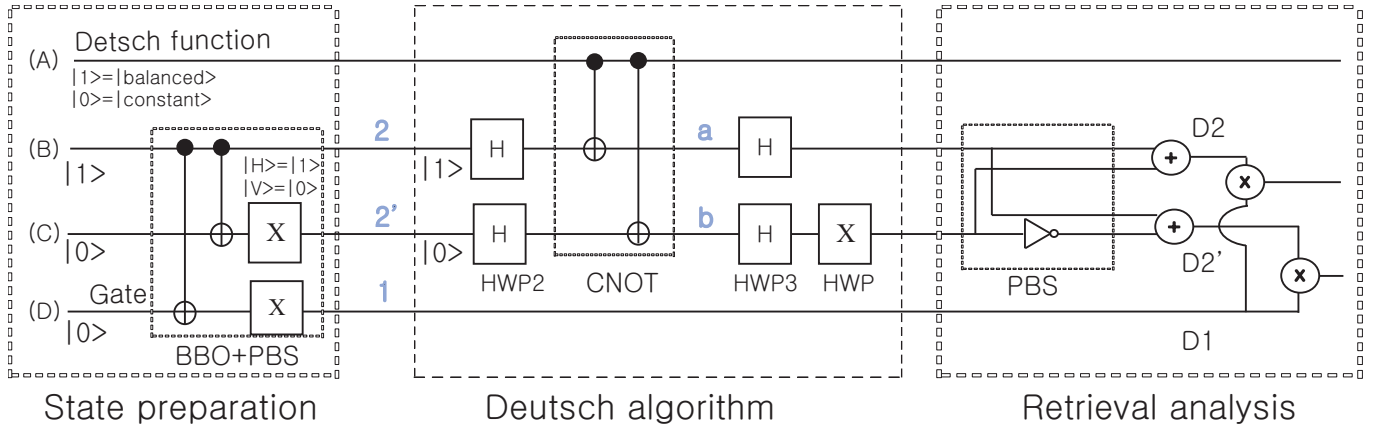 Detsch function
(A)
|1>=|balanced>
|0>=|constant>
(B)
|1>
|H>=|1>
|V>=|0>
2
|1>
H
a
H
D2
+
x
(C)
|0>
X
2'
|0>
H
HWP2
CNOT
b
H
HWP3
X
HWP
PBS
+
D2'
x
(D)
Gate
|0>
X
BBO+PBS
1
D1
State preparation
Deutsch algorithm
Retrieval analysis